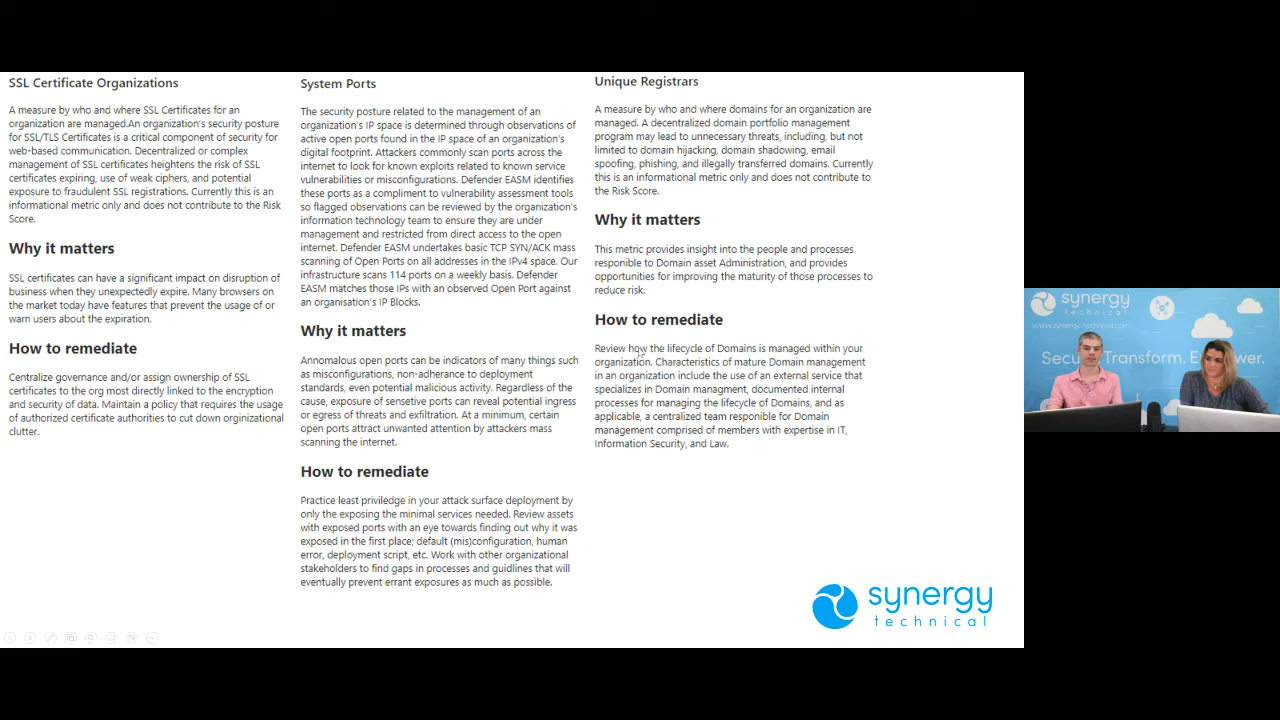 SSL Certificate Organizations
A measure by who and where SSL Certificates for an
organization are managed.An organization's security posture
for SSL/TLS Certificates is a critical component of security for
web-based communication. Decentralized or complex
management of SSL certificates heightens the risk of SSL
certificates expiring, use of weak ciphers, and potential
exposure to fraudulent SSL registrations. Currently this is an
informational metric only and does not contribute to the Risk
Score.
Why it matters
SSL certificates can have a significant impact on disruption of
business when they unexpectedly expire. Many browsers on
the market today have features that prevent the usage of or
warn users about the expiration.
How to remediate
Centralize governance and/or assign ownership of SSL
certificates to the org most directly linked to the encryption
and security of data. Maintain a policy that requires the usage
of authorized certificate authorities to cut down orginizational
clutter.
System Ports
The security posture related to the management of an
organization's IP space is determined through observations of
active open ports found in the IP space of an organization's
digital footprint. Attackers commonly scan ports across the
internet to look for known exploits related to known service
vulnerabilities or misconfigurations. Defender EASM identifies
these ports as a compliment to vulnerability assessment tools
so flagged observations can be reviewed by the organization's
information technology team to ensure they are under
management and restricted from direct access to the open
internet. Defender EASM undertakes basic TCP SYN/ACK mass
scanning of Open Ports on all addresses in the IPv4 space. Our
infrastructure scans 114 ports on a weekly basis. Defender
EASM matches those IPs with an observed Open Port against
an organisation's IP Blocks.
Why it matters
Annomalous open ports can be indicators of many things such
as misconfigurations, non-adherance to deployment
standards, even potential malicious activity. Regardless of the
cause, exposure of sensetive ports can reveal potential ingress
or egress of threats and exfiltration. At a minimum, certain
open ports attract unwanted attention by attackers mass
scanning the internet.
How to remediate
Practice least priviledge in your attack surface deployment by
only the exposing the minimal services needed. Review assets
with exposed ports with an eye towards finding out why it was
exposed in the first place; default (mis)configuration, human
error, deployment script, etc. Work with other organizational
stakeholders to find gaps in processes and guidlines that will
eventually prevent errant exposures as much as possible.
Unique Registrars
A measure by who and where domains for an organization are
managed. A decentralized domain portfolio management
program may lead to unnecessary threats, including, but not
limited to domain hijacking, domain shadowing, email
spoofing, phishing, and illegally transferred domains. Currently
this is an informational metric only and does not contribute to
the Risk Score.
Why it matters
This metric provides insight into the people and processes
responible to Domain asset Administration, and provides
opportunities for improving the maturity of those processes to
reduce risk.
How to remediate
Review how the lifecycle of Domains is managed within your
organization. Characteristics of mature Domain management
in an organization include the use of an external service that
specializes in Domain managment, documented internal
processes for managing the lifecycle of Domains, and as
applicable, a centralized team responible for Domain
management comprised of members with expertise in IT,
Information Security, and Law.
synergy
technical
synergy
technical
www.synergy-technical.com
Transform.